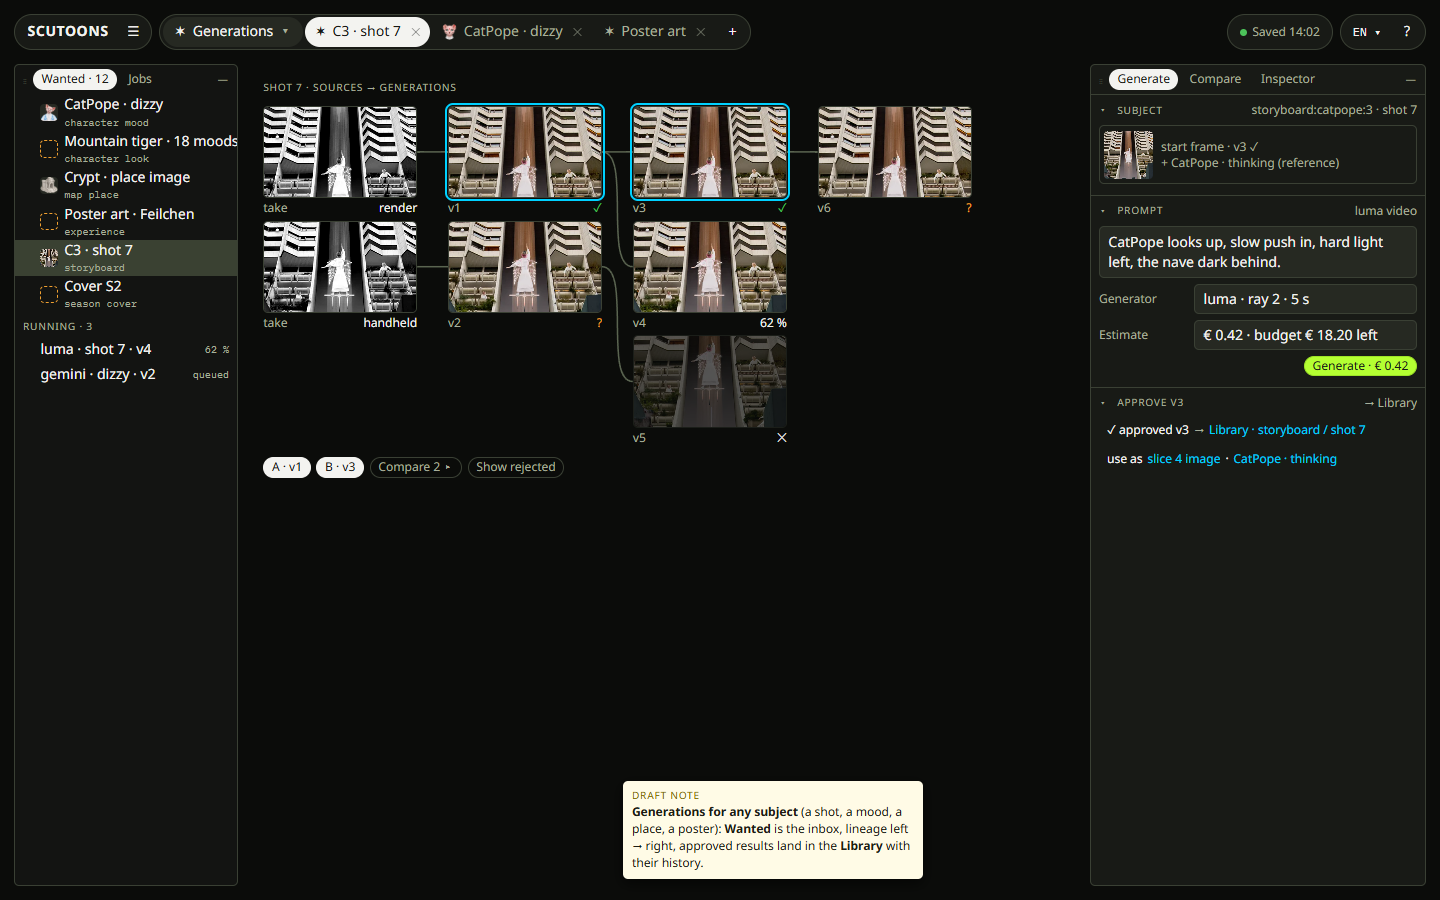 SCUTOONS ☰
✶ Generations ▾
✶ C3 · shot 7 ×
CatPope · dizzy ×
✶ Poster art ×
+
Saved 14:02
EN ▾
?
Wanted · 12 Jobs –
CatPope · dizzy
character mood
Mountain tiger · 18 moods
character look
Crypt · place image
map place
Poster art · Feilchen
experience
C3 · shot 7
storyboard
Cover S2
season cover
RUNNING · 3
luma · shot 7 · v4 62 %
gemini · dizzy · v2 queued
SHOT 7 · SOURCES → GENERATIONS
take render
v1 ✓
v3 ✓
v6 ?
take handheld
v2 ?
v4 62 %
v5 ✕
A · v1 B · v3 Compare 2 ▸ Show rejected
DRAFT NOTE
Generations for any subject (a shot, a mood, a
place, a poster): Wanted is the inbox, lineage left
→ right, approved results land in the Library with
their history.
Generate Compare Inspector –
SUBJECT storyboard:catpope:3 · shot 7
start frame · v3 ✓
+ CatPope · thinking (reference)
PROMPT luma video
CatPope looks up, slow push in, hard light
left, the nave dark behind.
Generator luma · ray 2 · 5 s
Estimate € 0.42 · budget € 18.20 left
Generate · € 0.42
APPROVE V3 → Library
✓ approved v3 → Library · storyboard / shot 7
use as slice 4 image · CatPope · thinking